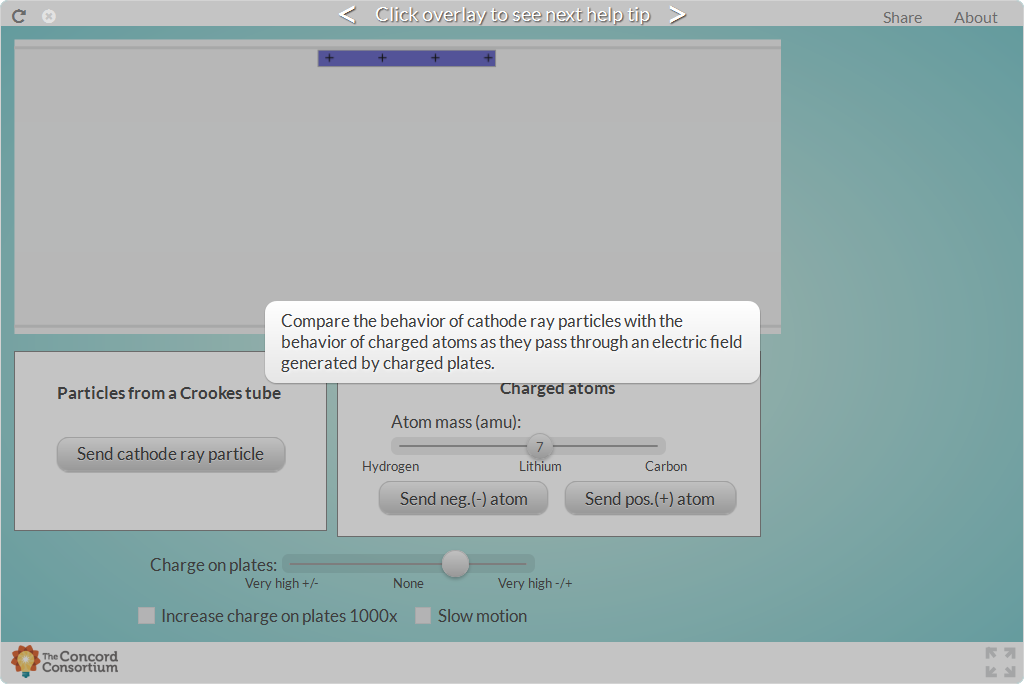 Click overlay to see next help tip
Share
About
+ + + +
Compare the behavior of cathode ray particles with the
behavior of charged atoms as they pass through an electric field
generated by charged plates.
Particles from a Crookes tube
Send cathode ray particle
Charged atoms
Atom mass (amu):
7
Hydrogen
Lithium
Carbon
Send neg.(-) atom
Send pos.(+) atom
Charge on plates:
Very high +/-
None
Very high -/+
Increase charge on plates 1000x
Slow motion
The Concord
Consortium